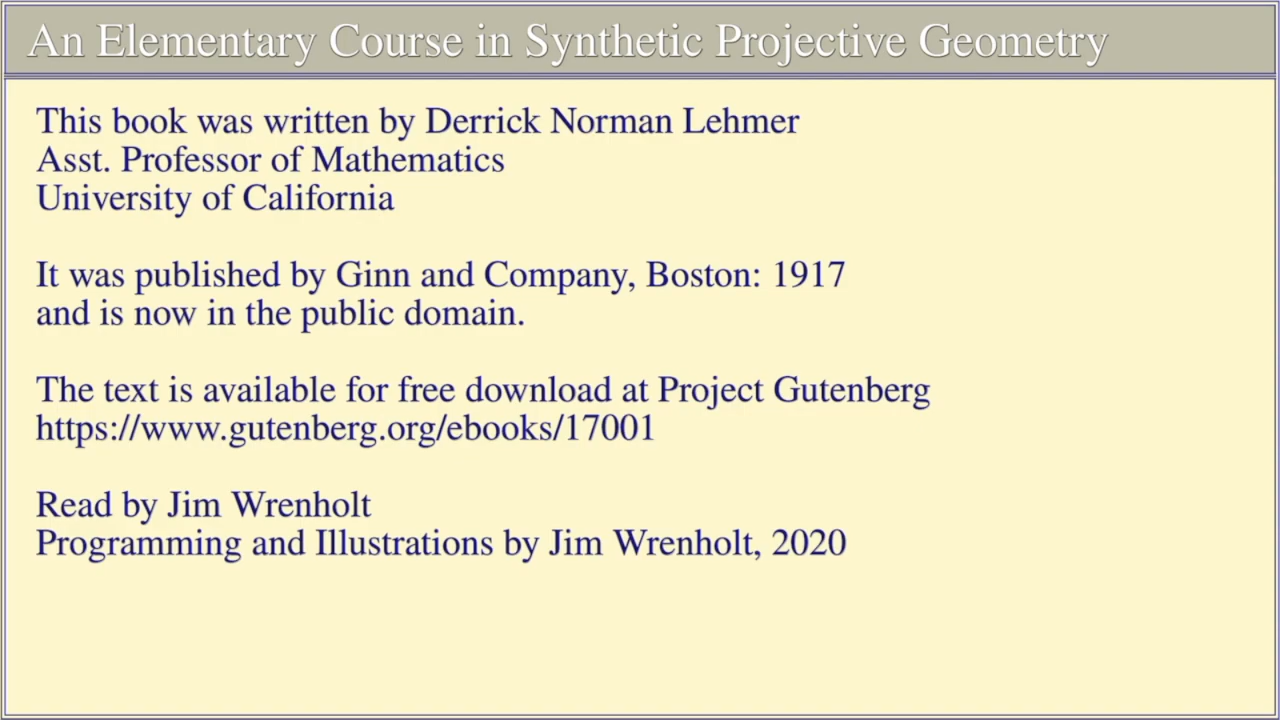 An Elementary Course in Synthetic Projective Geometry
This book was written by Derrick Norman Lehmer
Asst. Professor of Mathematics
University of California
It was published by Ginn and Company, Boston: 1917
and is now in the public domain.
The text is available for free download at Project Gutenberg
https://www.gutenberg.org/ebooks/17001
Read by Jim Wrenholt
Programming and Illustrations by Jim Wrenholt, 2020